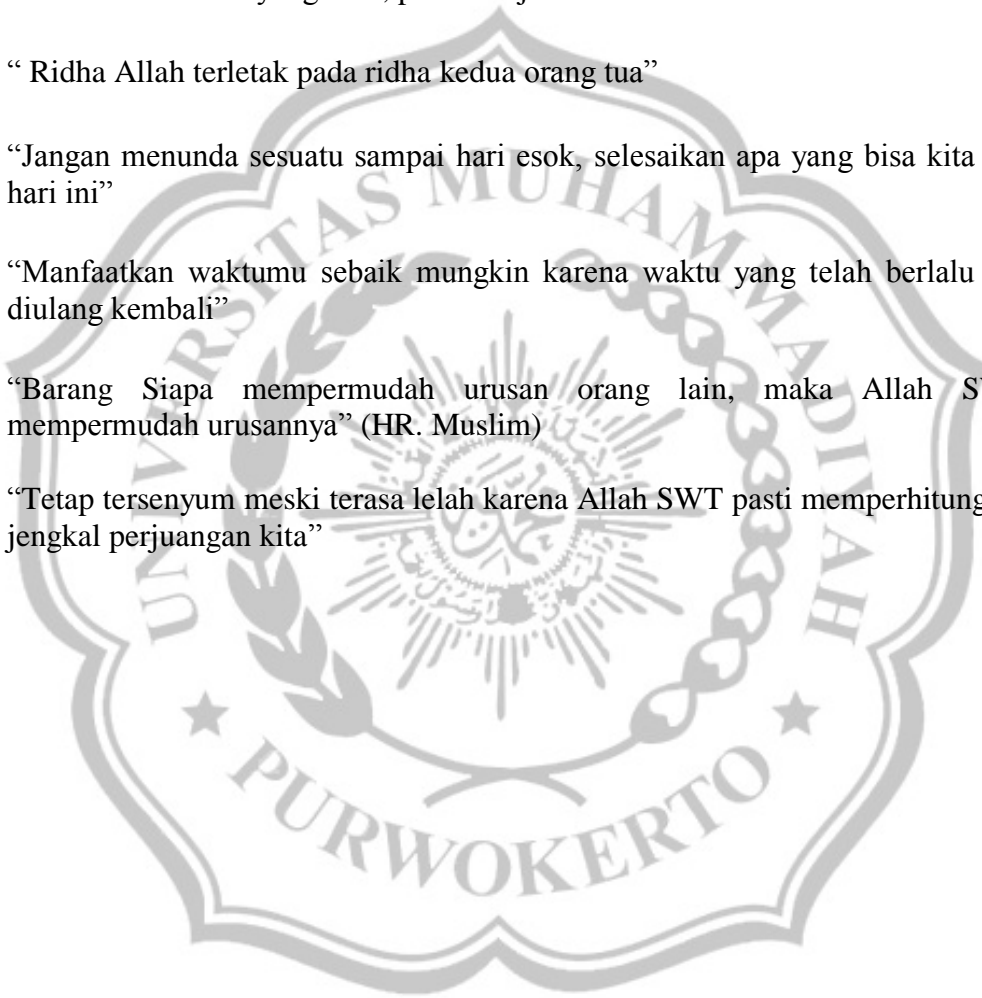 “ Ridha Allah terletak pada ridha kedua orang tua”
“Jangan menunda sesuatu sampai hari esok, selesaikan apa yang bisa kita
hari ini”
“Manfaatkan waktumu sebaik mungkin karena waktu yang telah berlalu
diulang kembali”
“Barang Siapa mempermudah urusan orang lain, maka Allah
mempermudah urusannya” (HR. Muslim)
“Tetap tersenyum meski terasa lelah karena Allah SWT pasti
jengkal perjuangan kita”
UNIVERSITAS MUHAMMADIYAH
PURWOKERTO